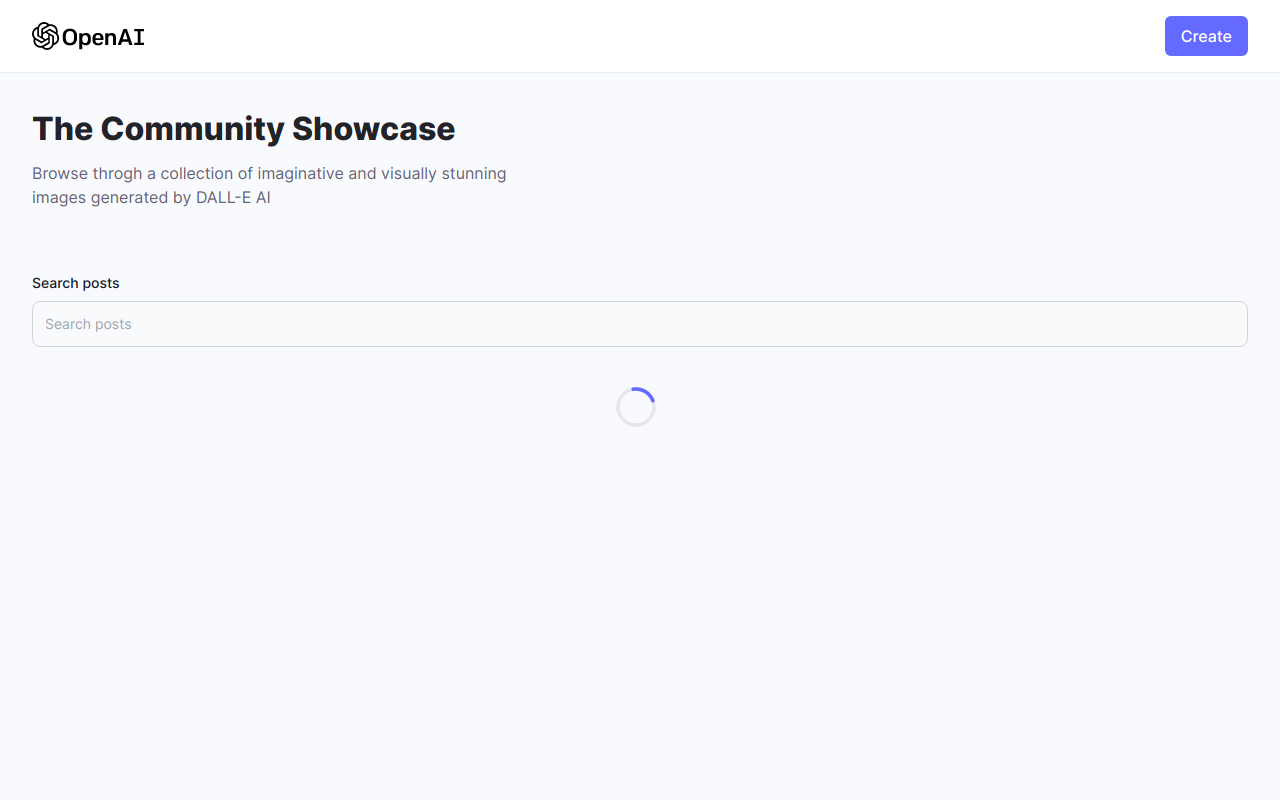 OpenAI
Create
The Community Showcase
Browse throgh a collection of imaginative and visually stunning
images generated by DALL-E AI
Search posts
Search posts